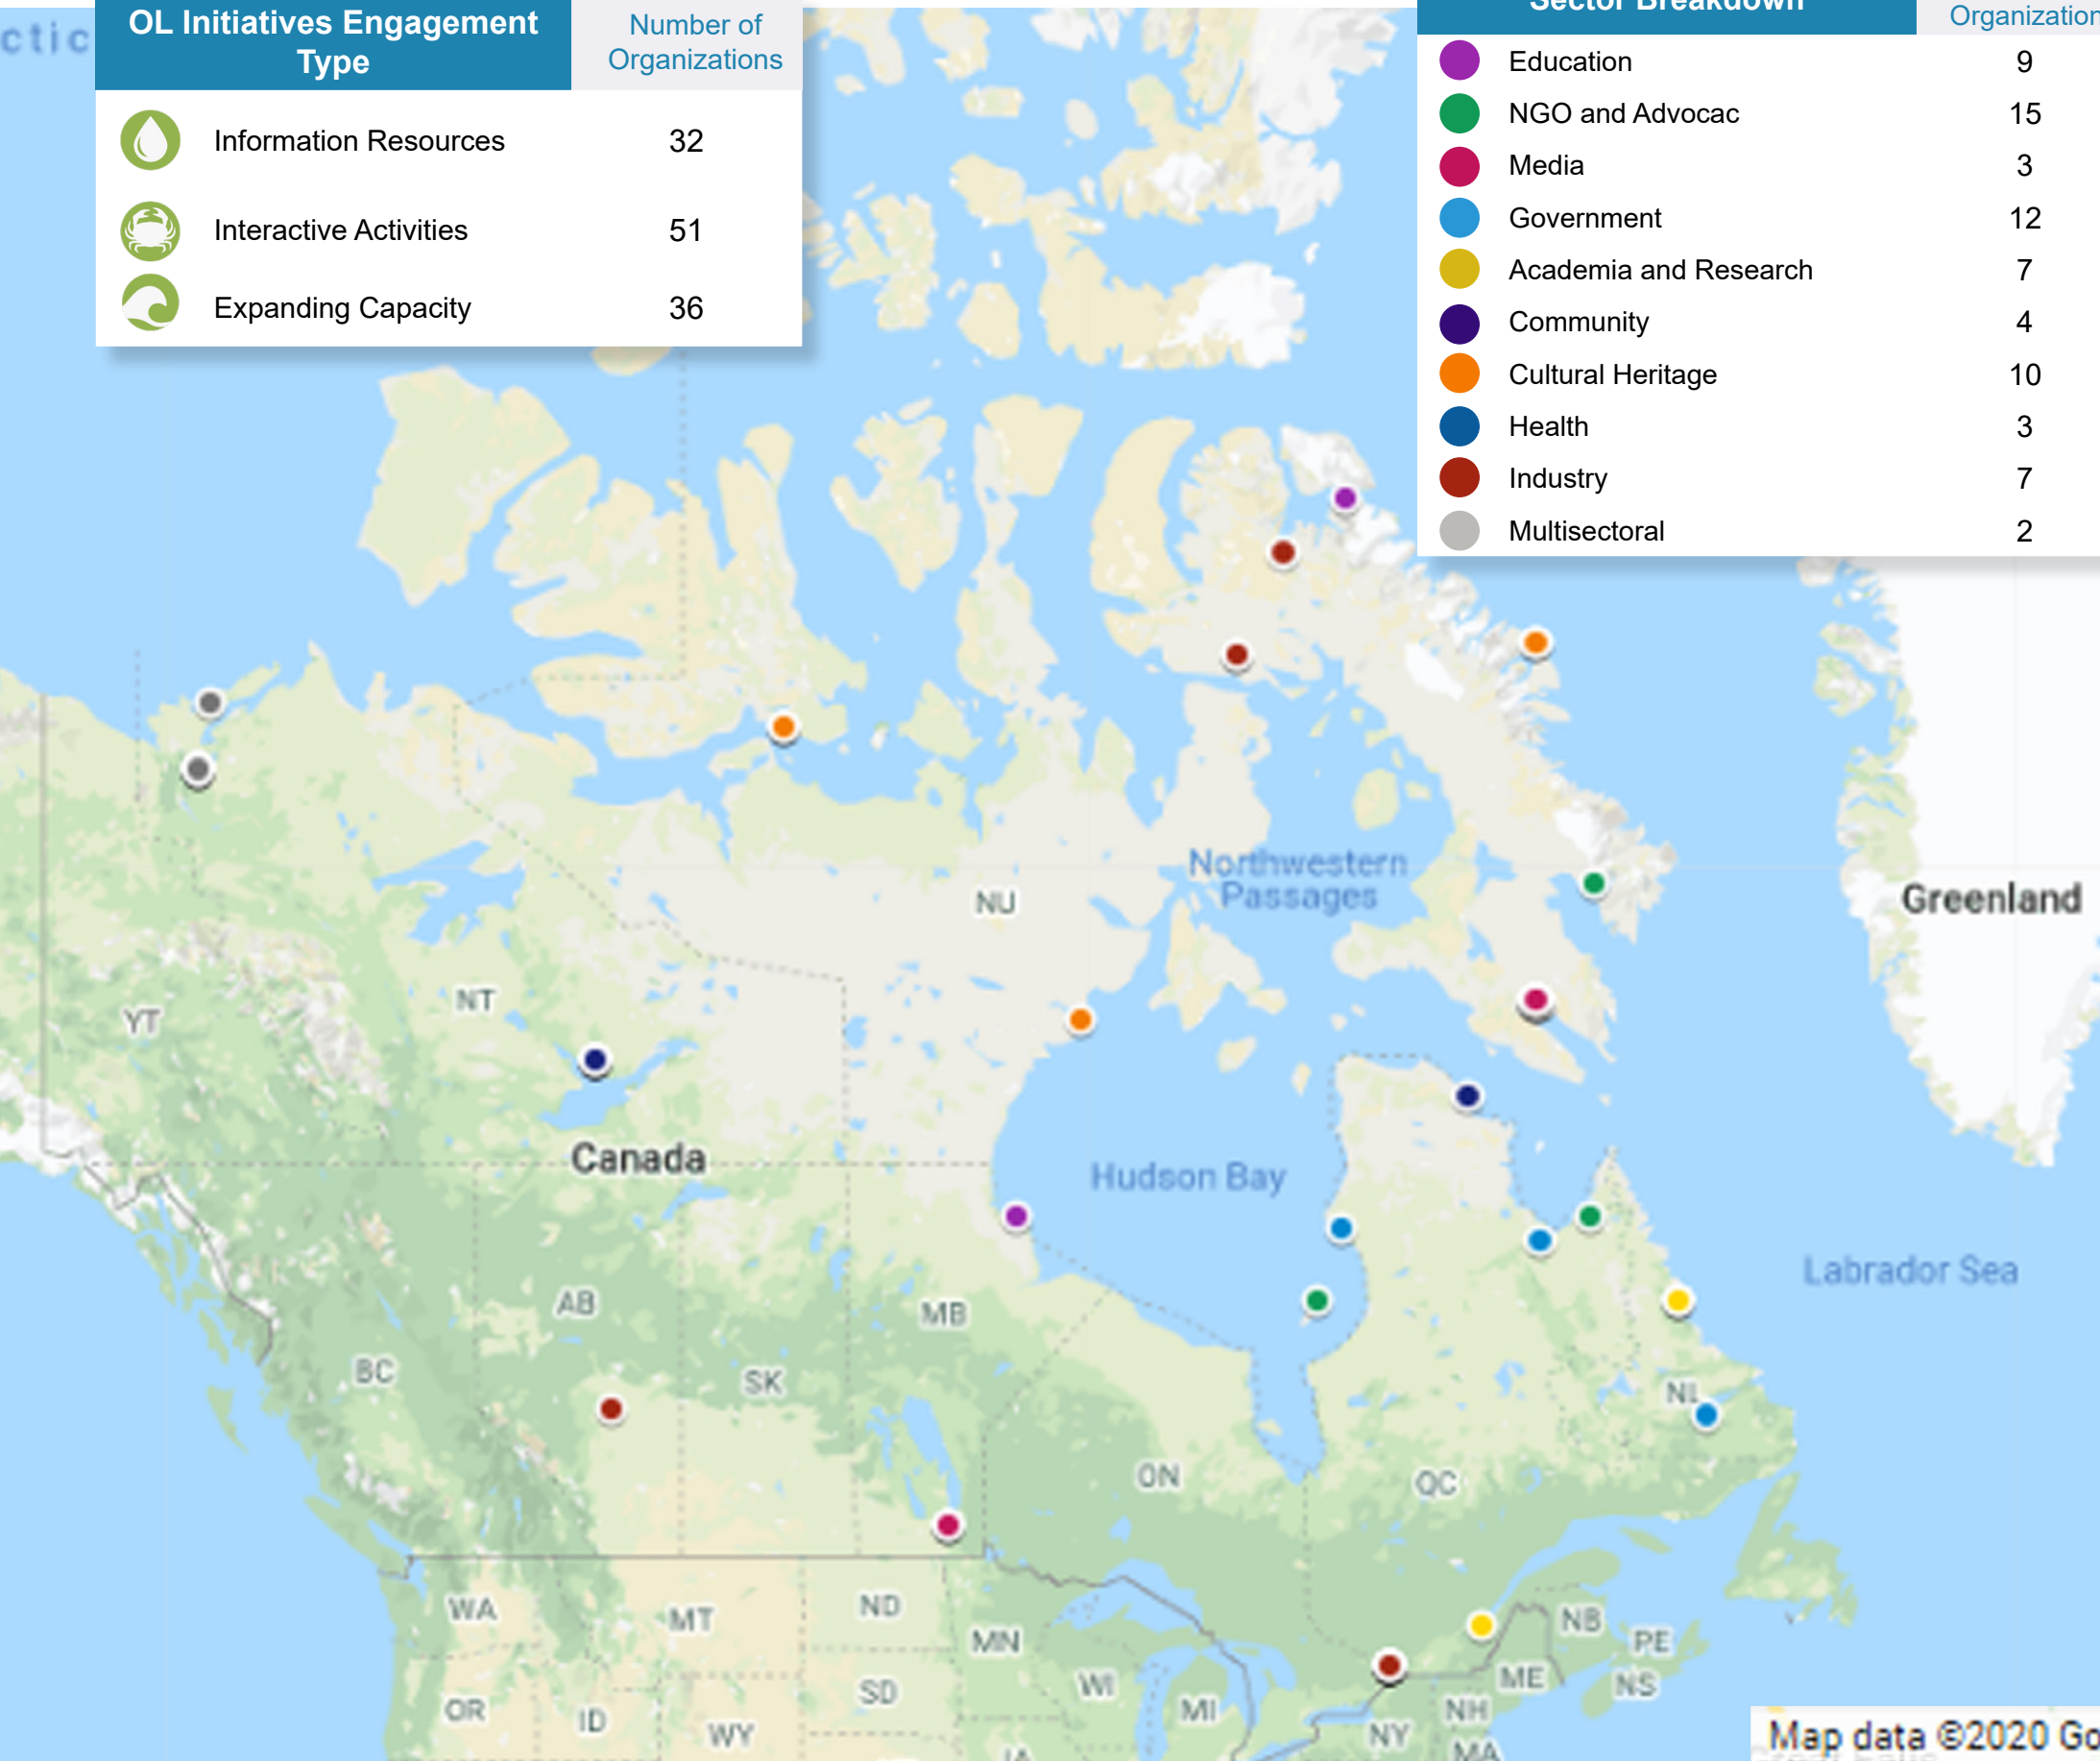 ctic
OL Initiatives Engagement
Type
Number of
Organizations
Information Resources 32
Interactive Activities 51
Expanding Capacity 36
Sector Breakdown
Organization
Education 9
NGO and Advocac 15
Media 3
Government 12
Academia and Research 7
Community 4
Cultural Heritage 10
Health 3
Industry 7
Multisectoral 2
Northwestern
Passages
NU
Greenland
NT
YT
Canada
Hudson Bay
Labrador Sea
AB
MB
BC
SK
NL
ON
QC
WA
MT
ND
MN
NB
PE
ME
NS
OR
ID
SD
WI
MI
NH
WY
NY
MA
IA
Map data ©2020 Go